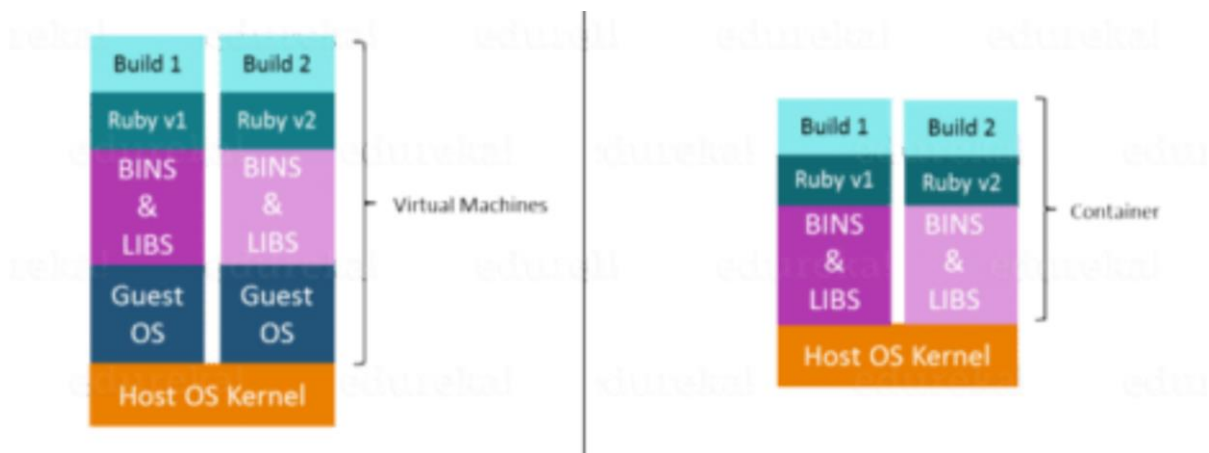 Build 1
Build 2
Ruby v1
Ruby v2
BINS
&
LIBS
BINS
&
LIBS
Guest
OS
Guest
OS
Host OS Kernel
Virtual Machines
Build 1
Build 2
Ruby v1
Ruby v2
BINS
&
LIBS
BINS
&
LIBS
Host OS Kernel
Container